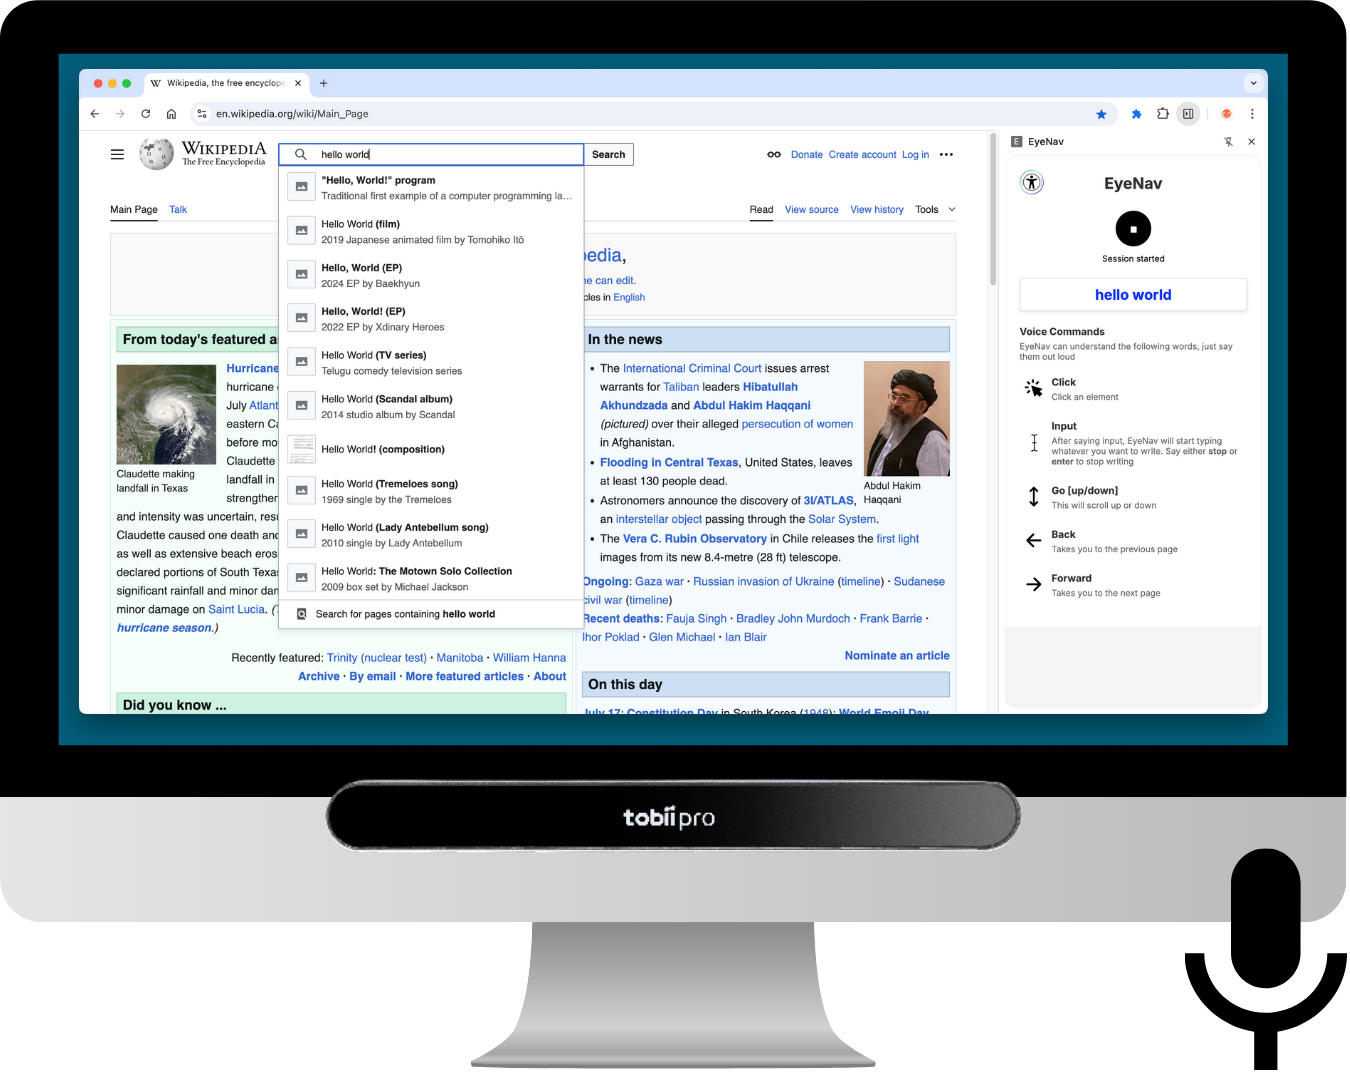 Wikipedia, the free encyclope
en.wikipedia.org/wiki/Main_Page
WIKIPEDIA
The Free Encyclopedia
hello world
Search
Donate Create account Log in
Main Page Talk
Read View source View history Tools
"Hello, World!" program
Traditional first example of a computer programming la…
Hello World (film)
2019 Japanese animated film by Tomohiko Itō
Hello, World (EP)
2024 EP by Baekhyun
Hello, World! (EP)
2022 EP by Xdinary Heroes
Hello World (TV series)
Telugu comedy television series
Hello World (Scandal album)
2014 studio album by Scandal
Hello World! (composition)
Hello World (Tremeloes song)
1969 single by the Tremeloes
Hello World (Lady Antebellum song)
2010 single by Lady Antebellum
Hello World: The Motown Solo Collection
2009 box set by Michael Jackson
Search for pages containing hello world
pedia,
ne can edit.
cles in English
From today's featured a
Hurricane
hurricane
July Atlant
eastern Ca
before mo
Claudette
landfall in
strengthen
Claudette making
landfall in Texas
and intensity was uncertain, resu
Claudette caused one death and
as well as extensive beach eros
declared portions of South Texas
significant rainfall and minor dam
minor damage on Saint Lucia. (
hurricane season.)
Recently featured: Trinity (nuclear test) · Manitoba · William Hanna
Archive · By email · More featured articles · About
Did you know ...
In the news
• The International Criminal Court issues arrest
warrants for Taliban leaders Hibatullah
Akhundzada and Abdul Hakim Haqqani
(pictured) over their alleged persecution of women
in Afghanistan.
• Flooding in Central Texas, United States, leaves
at least 130 people dead.
• Astronomers announce the discovery of 3I/ATLAS,
an interstellar object passing through the Solar System.
• The Vera C. Rubin Observatory in Chile releases the first light
images from its new 8.4-metre (28 ft) telescope.
Abdul Hakim
Haqqani
Ongoing: Gaza war · Russian invasion of Ukraine (timeline) · Sudanese
civil war (timeline)
Recent deaths: Fauja Singh · Bradley John Murdoch · Frank Barrie ·
Ihor Poklad · Glen Michael · Ian Blair
Nominate an article
On this day
July 17: Constitution Day in South Korea (1948); World Emoji Day
E EyeNav
EyeNav
Session started
hello world
Voice Commands
EyeNav can understand the following words, just say
them out loud
Click
Click an element
Input
After saying input, EyeNav will start typing
whatever you want to write. Say either stop or
enter to stop writing
Go [up/down]
This will scroll up or down
Back
Takes you to the previous page
Forward
Takes you to the next page
tobii pro